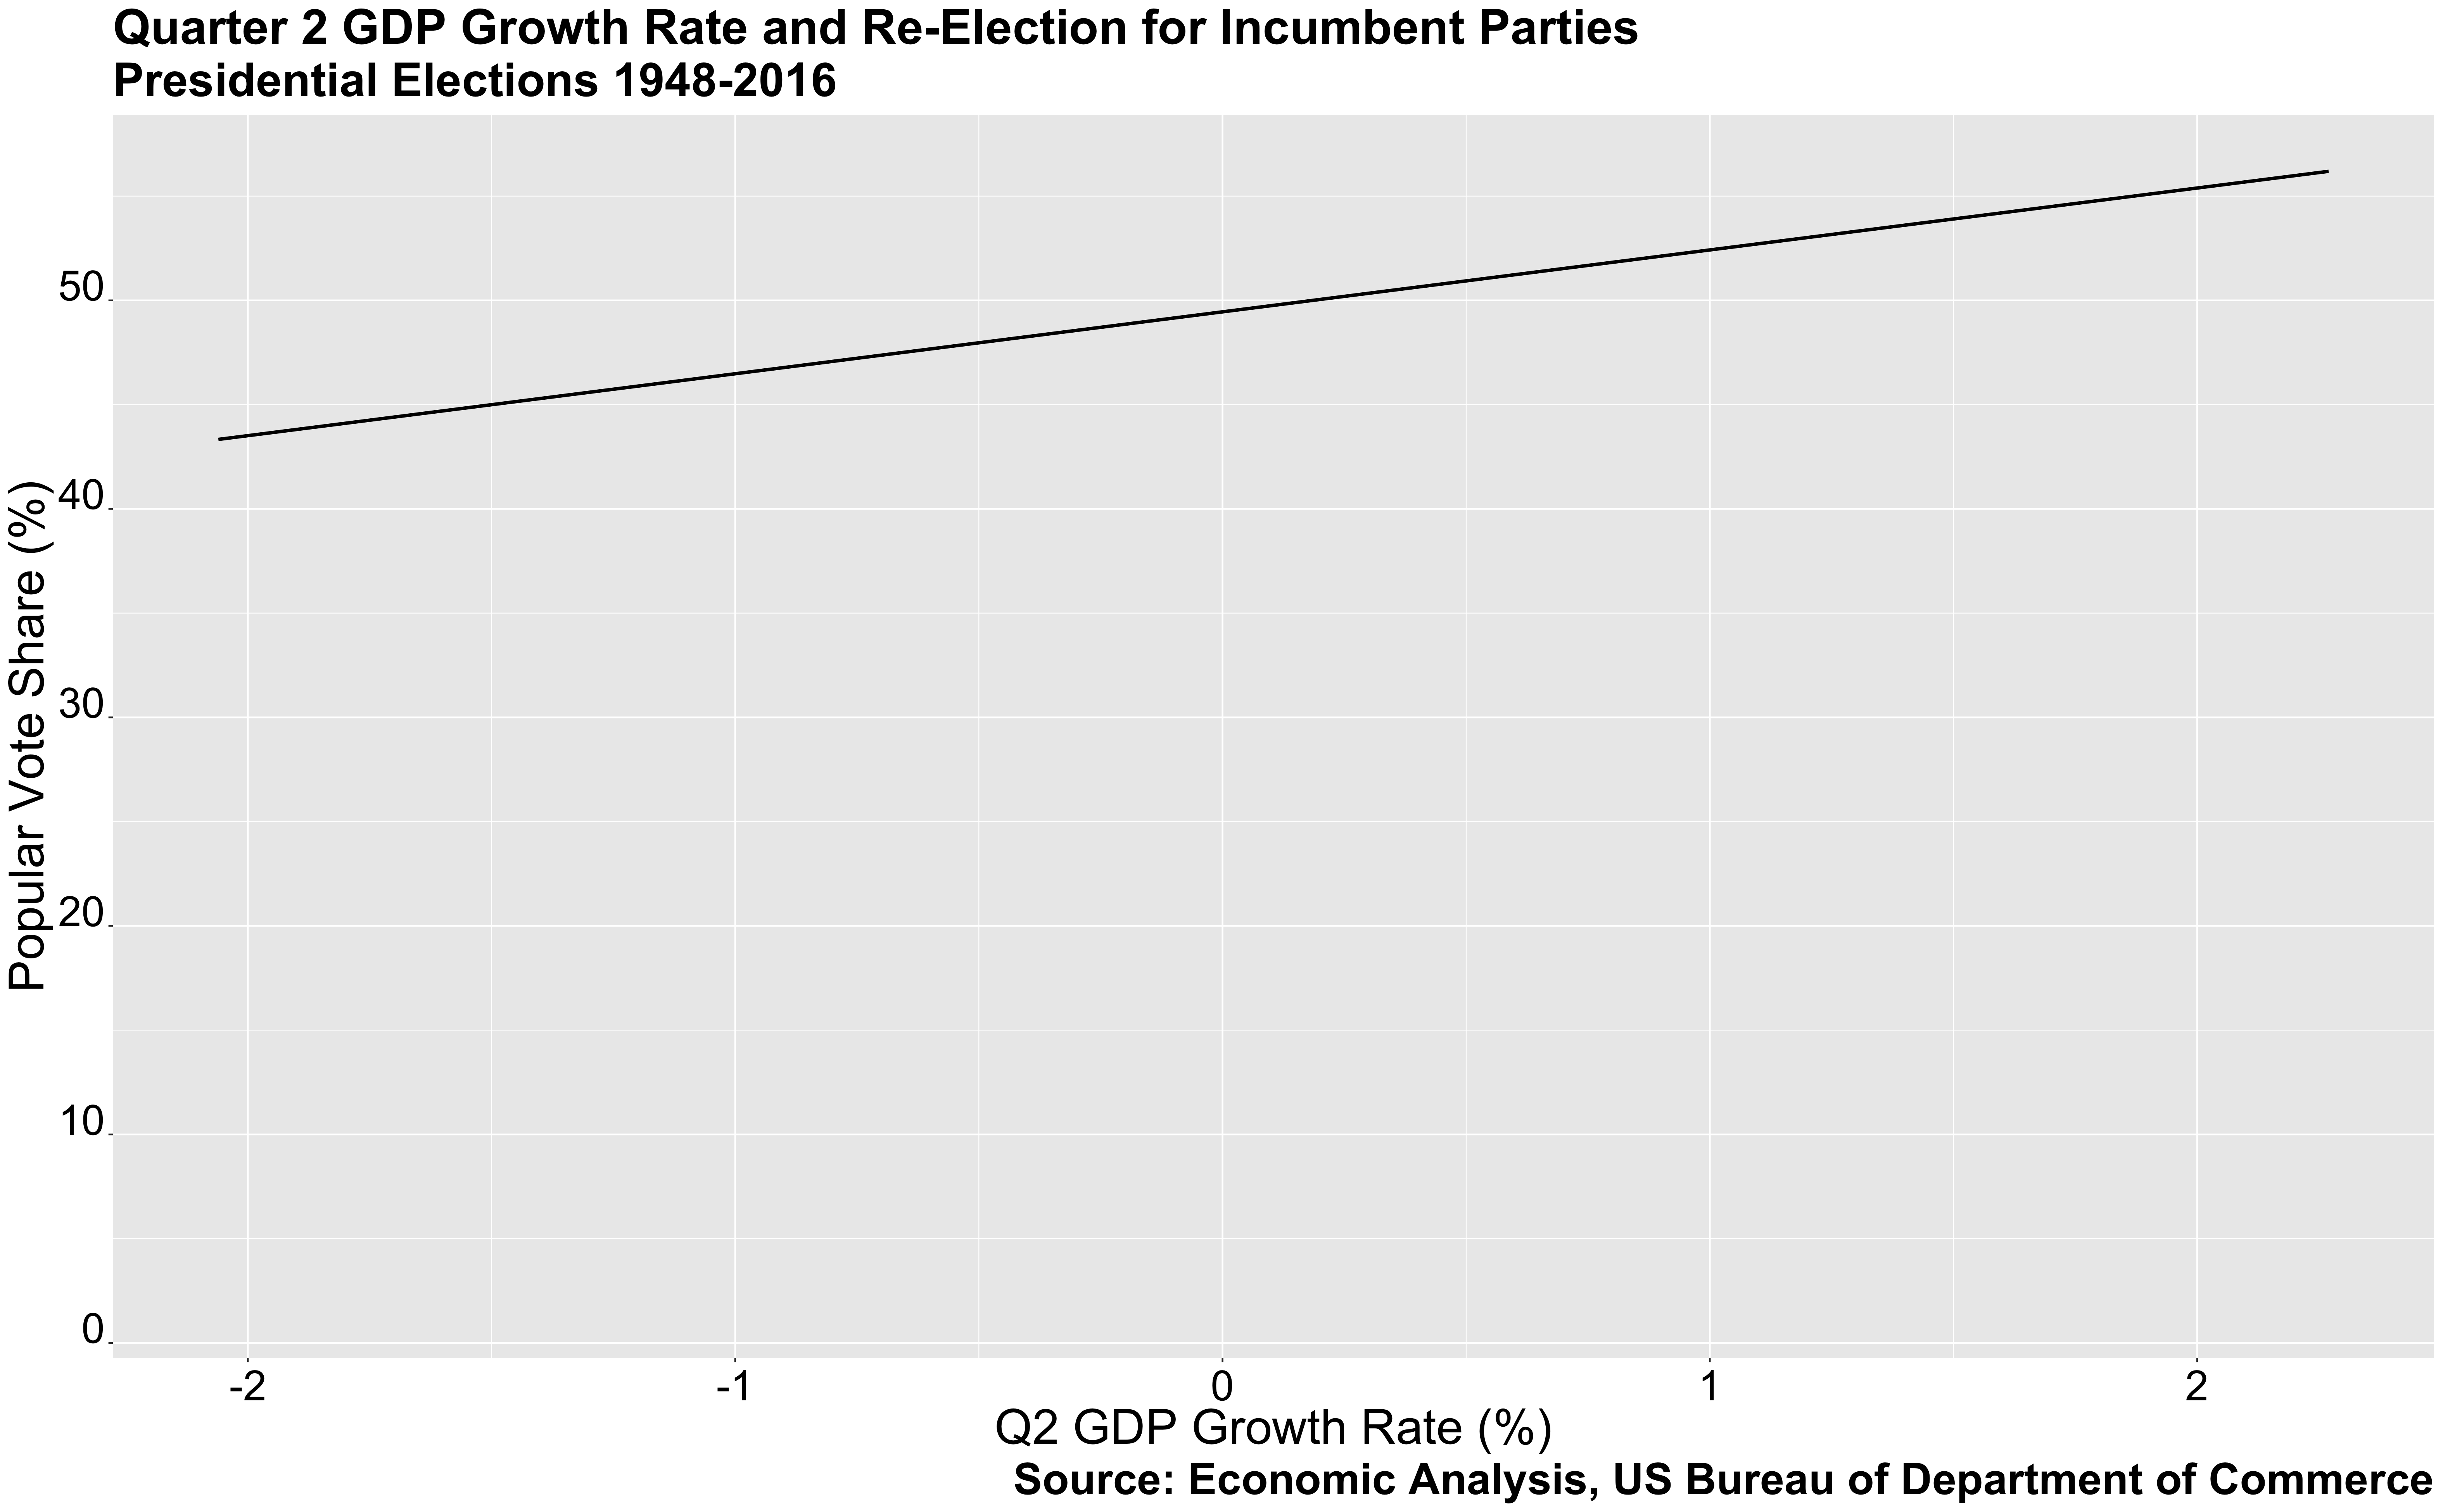 Quarter 2 GDP Growth Rate and Re-Election for Incumbent Parties
Presidential Elections 1948-2016
Popular Vote Share (%)
50
40
30
20
10
0
-2 -1 0 1 2
Q2 GDP Growth Rate (%)
Source: Economic Analysis, US Bureau of Department of Commerce